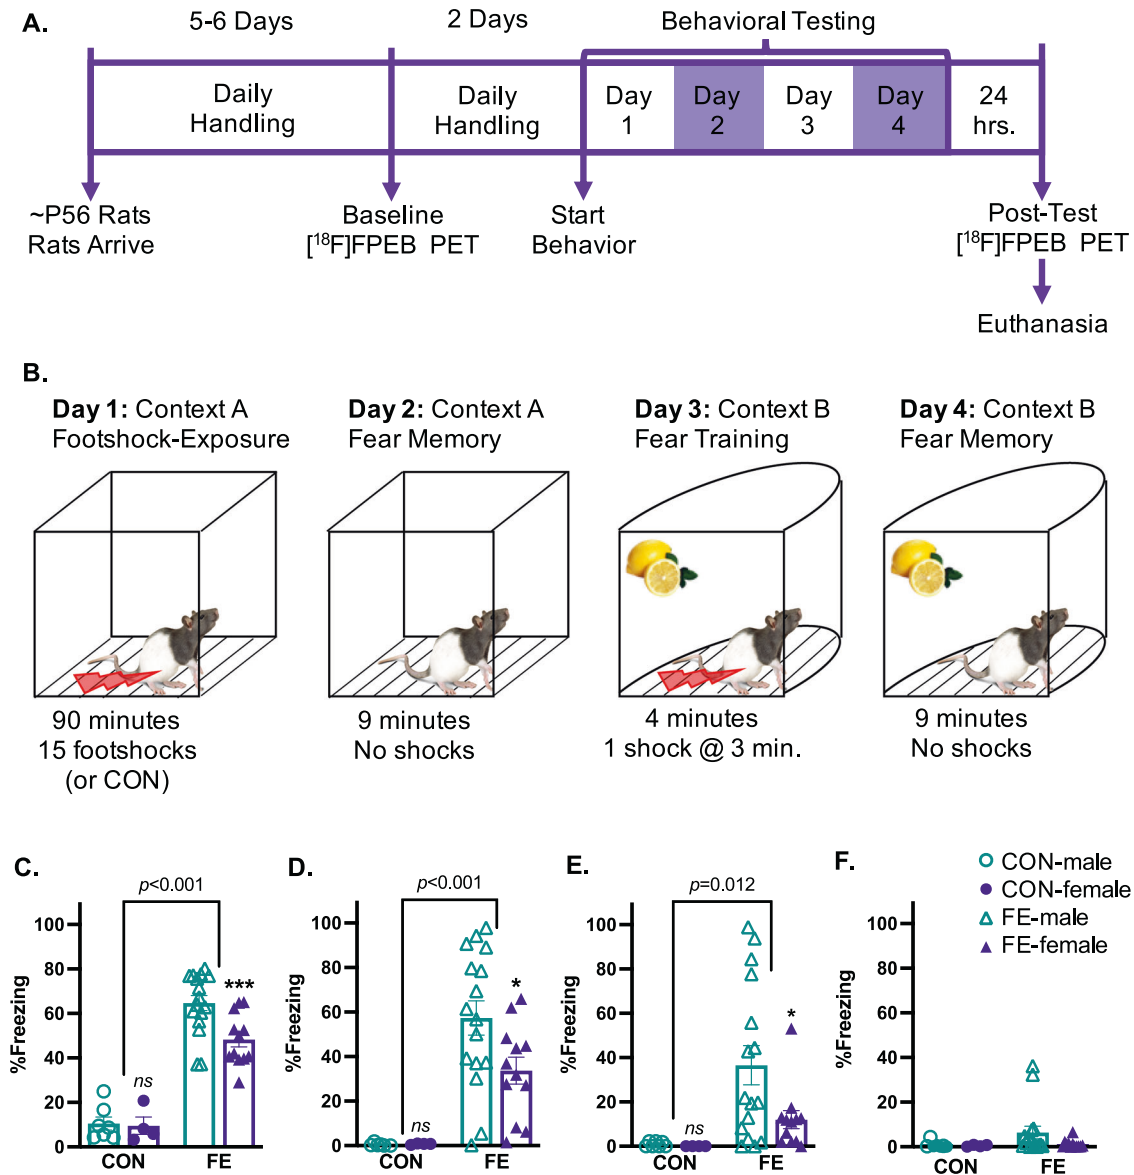 A.
5-6 Days
2 Days
Behavioral Testing
Daily
Handling
Daily
Handling
Day
1
Day
2
Day
3
Day
4
24
hrs.
~P56 Rats
Rats Arrive
Baseline
[¹⁸F]FPEB PET
Start
Behavior
Post-Test
[¹⁸F]FPEB PET
Euthanasia
B.
Day 1: Context A
Footshock-Exposure
Day 2: Context A
Fear Memory
Day 3: Context B
Fear Training
Day 4: Context B
Fear Memory
90 minutes
15 footshocks
(or CON)
9 minutes
No shocks
4 minutes
1 shock @ 3 min.
9 minutes
No shocks
C.
p<0.001
%Freezing
100
80
60
40
20
0
ns
***
CON
FE
D.
p<0.001
%Freezing
100
80
60
40
20
0
ns
*
CON
FE
E.
p=0.012
%Freezing
100
80
60
40
20
0
ns
*
CON
FE
F.
%Freezing
100
80
60
40
20
0
CON
FE
CON-male
CON-female
FE-male
FE-female